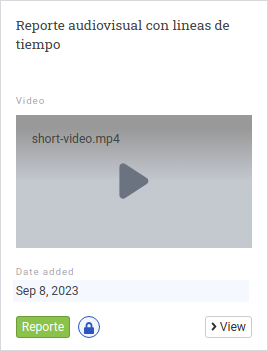 Reporte audiovisual con lineas de
tiempo
Video
short-video.mp4
Date added
Sep 8, 2023
Reporte
View